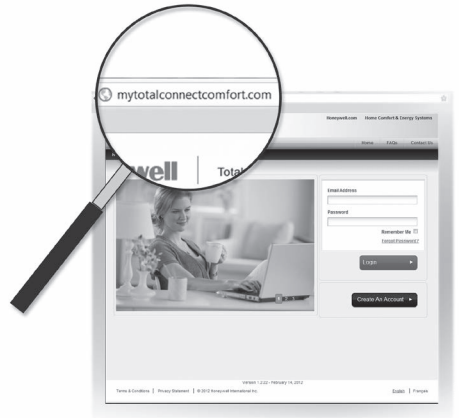 mytotalconnectcomfort.com
Honeywell.com Home Comfort & Energy Systems
Home FAQs Contact Us
well | Total
Email Address
Password
Remember Me
Forgot Password?
Login
Create An Account
Version 1.2.22 - February 14, 2012
Terms & Conditions | Privacy Statement | © 2012 Honeywell International Inc.
English | Français